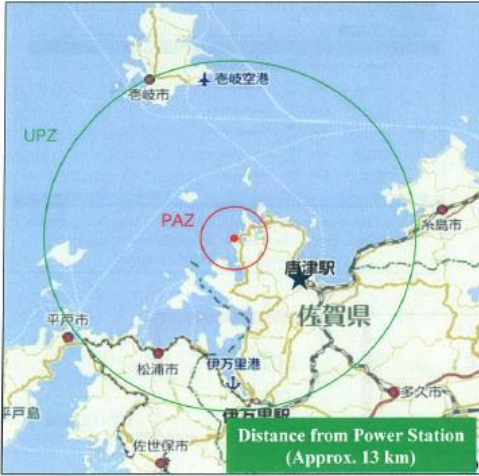 壱岐空港
壱岐市
UPZ
PAZ
糸島市
唐津駅
佐賀県
平戸市
松浦市
伊万里港
伊万里駅
多久市
平戸島
佐世保市
Distance from Power Station
(Approx. 13 km)